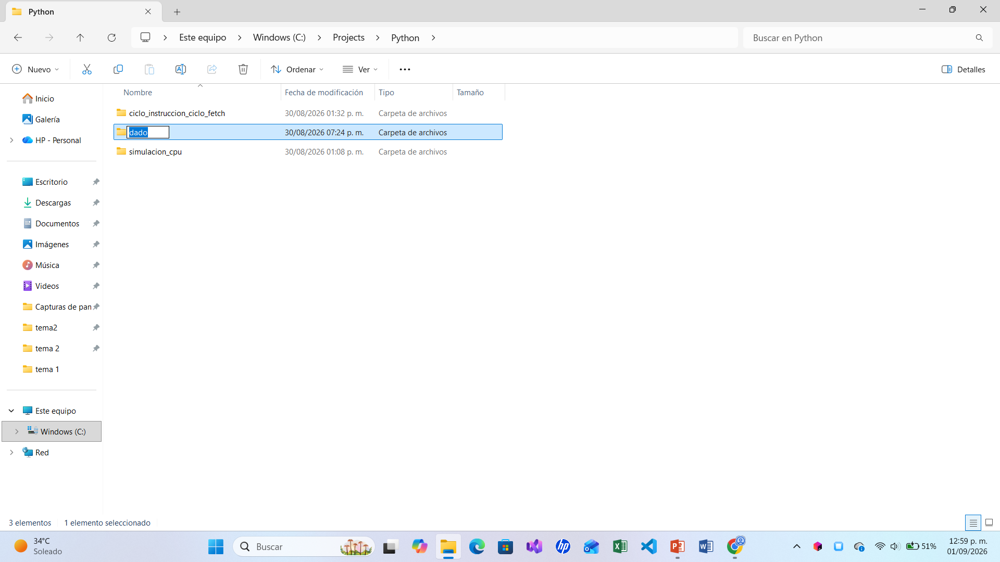 Python
Este equipo
Windows (C:)
Projects
Python
Buscar en Python
Nuevo
Ordenar
Ver
Detalles
Nombre
Fecha de modificación
Tipo
Tamaño
ciclo_instruccion_ciclo_fetch
30/08/2026 01:32 p. m.
Carpeta de archivos
dado
30/08/2026 07:24 p. m.
Carpeta de archivos
simulacion_cpu
30/08/2026 01:08 p. m.
Carpeta de archivos
Inicio
Galería
HP - Personal
Escritorio
Descargas
Documentos
Imágenes
Música
Videos
Capturas de pan
tema2
tema 2
tema 1
Este equipo
Windows (C:)
Red
3 elementos
1 elemento seleccionado
34°C
Soleado
Buscar
51%
12:59 p. m.
01/09/2026